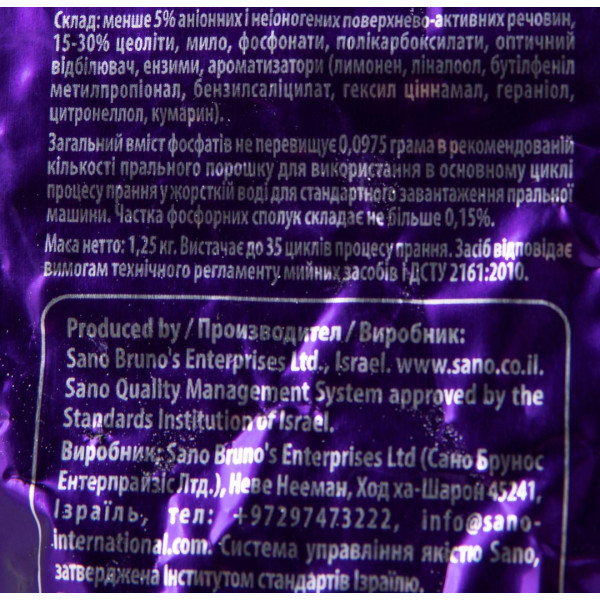 Склад: менше 5% аніонних і неіоногених поверхнево-активних речовин,
15-30% цеоліти, мило, фосфонати, полікарбоксилати, оптичний
відбілювач, ензими, ароматизатори (лимонен, ліналоол, бутілфеніл
метилпропіонал, бензилсаліцилат, гексил ціннамал, гераніол,
цитронеллол, кумарин).
Загальний вміст фосфатів не перевищує 0,0975 грама в рекомендованій
кількості прального порошку для використання в основному циклі
процесу прання у жорсткій воді для стандартного завантаження пральної
машини. Частка фосфорних сполук складає не більше 0,15%.
Маса нетто: 1,25 кг. Вистачає до 35 циклів процесу прання. Засіб відповідає
вимогам технічного регламенту мийних засобів і ДСТУ 2161:2010.
Produced by / Производител / Виробник:
Sano Bruno's Enterprises Ltd., Israel. www.sano.co.il.
Sano Quality Management System approved by the
Standards Institution of Israel.
Виробник: Sano Bruno's Enterprises Ltd (Сано Брунос
Ентерпрайзіс Лтд.), Неве Нееман, Ход ха-Шарой 45241,
Ізраїль, тел: +97297473222, info@sano-
international.com. Система управління якістю Sano,
затверджена Інститутом стандартів Ізраїлю.